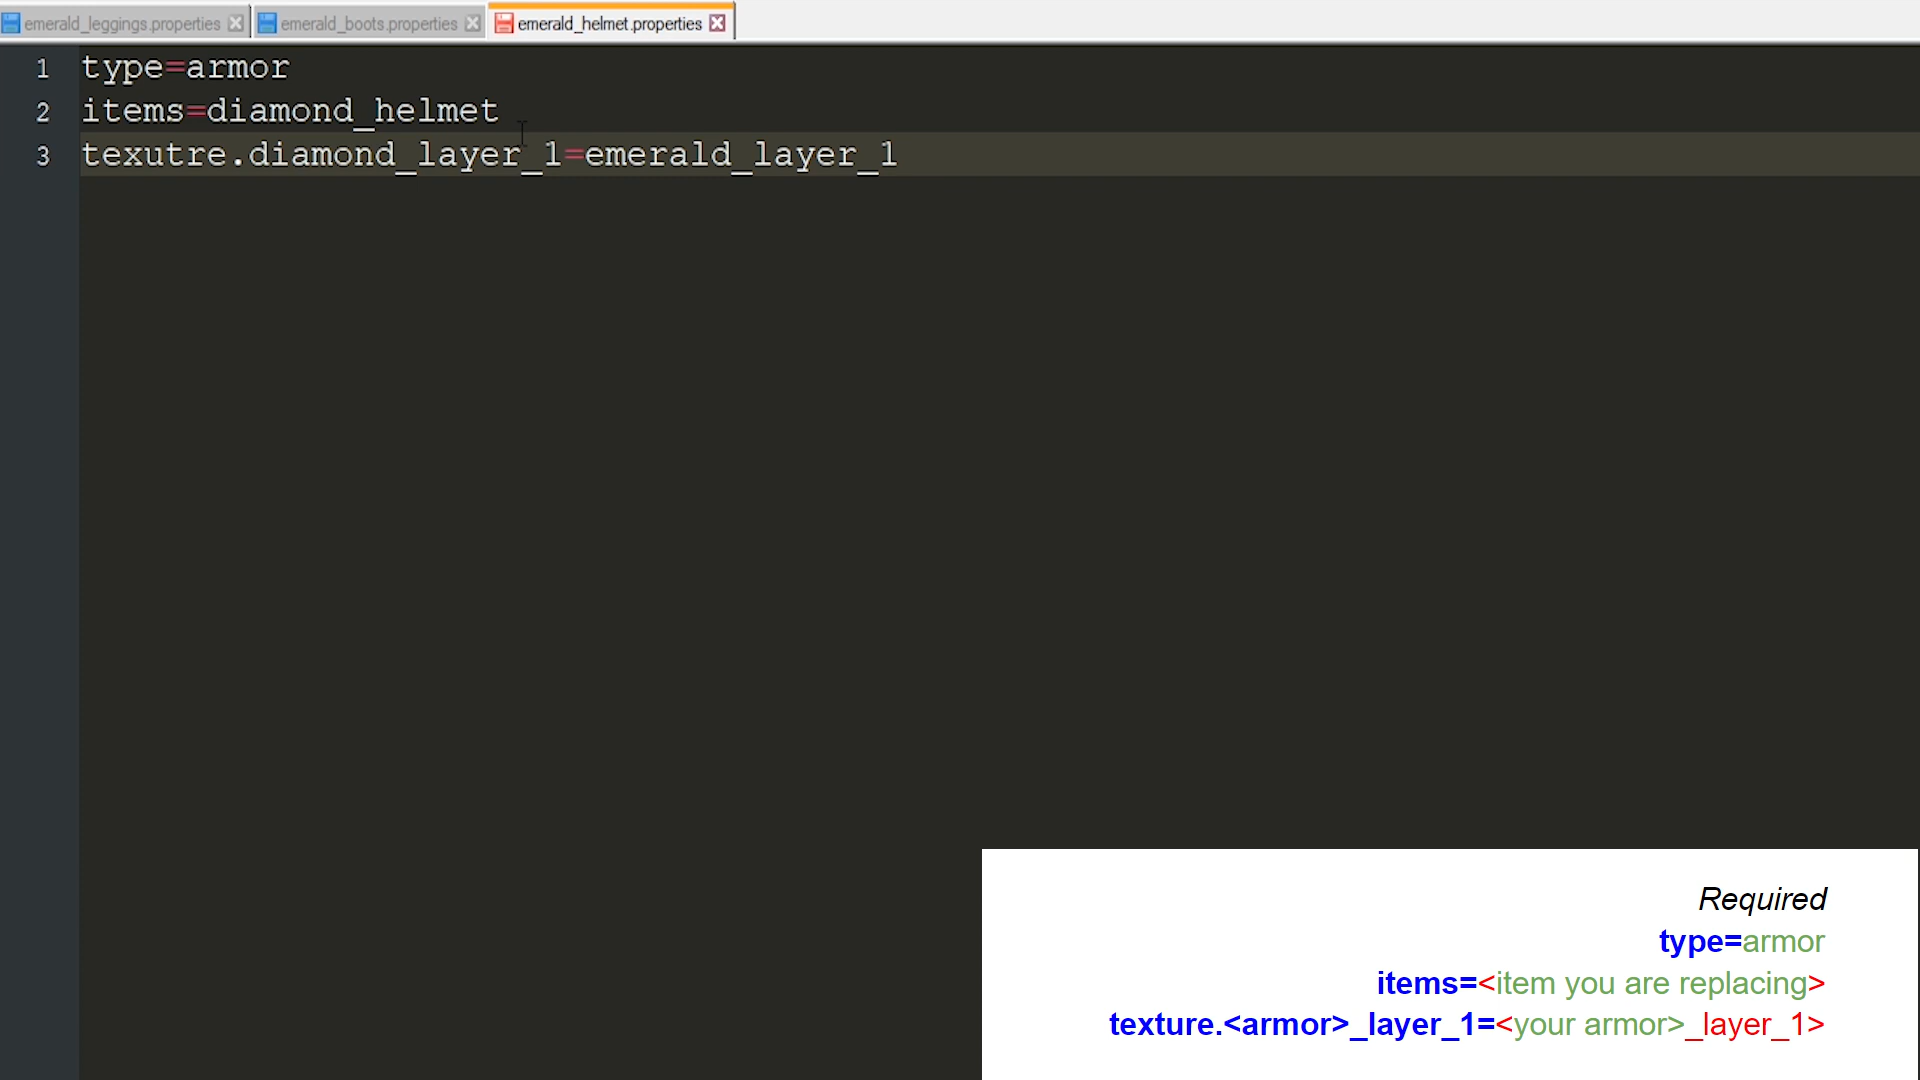 emerald_leggings.properties emerald_boots.properties emerald_helmet.properties
1 type=armor
2 items=diamond_helmet
3 texutre.diamond_layer_1=emerald_layer_1
Required
type=armor
items=<item you are replacing>
texture.<armor>_layer_1=<your armor>_layer_1>